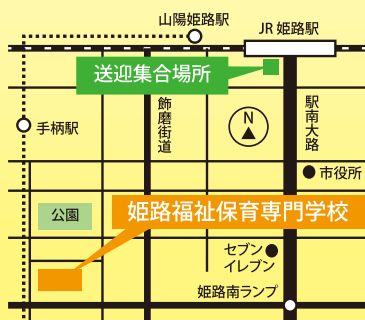 山陽姫路駅
JR 姫路駅
送迎集合場所
飾磨街道
駅南大路
N
手柄駅
市役所
公園
姫路福祉保育専門学校
セブン
イレブン
姫路南ランプ